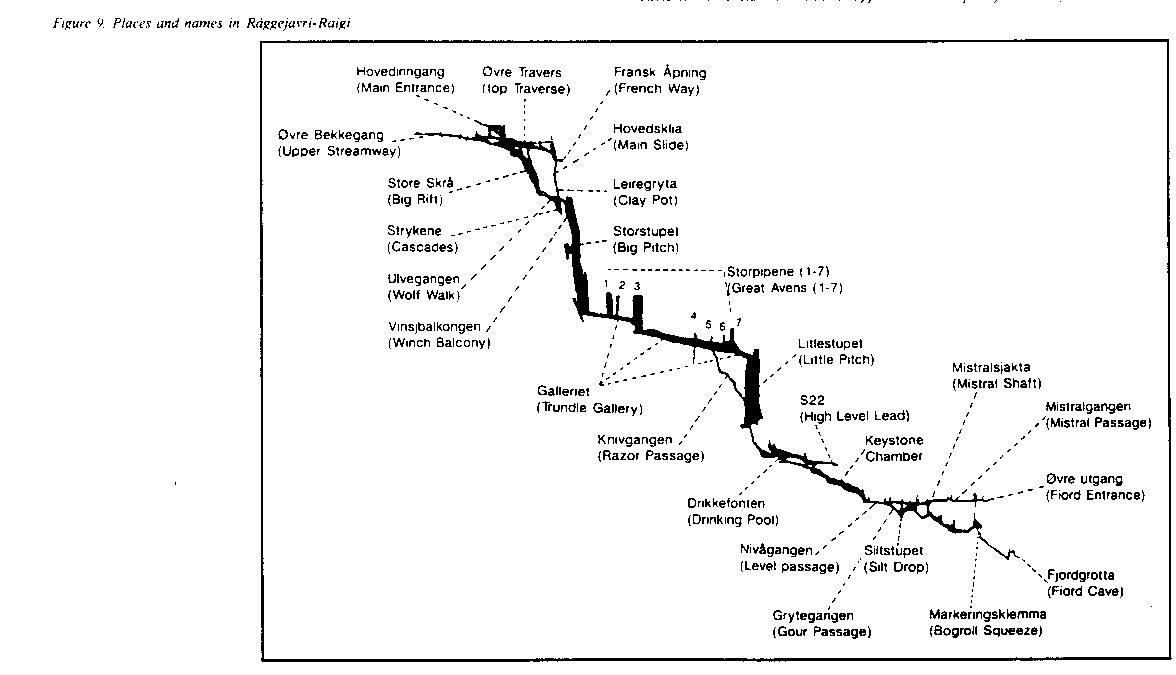 Figure 9. Places and names in Råggejavri-Raigi
Hovedinngang
(Main Entrance)
Øvre Travers
(Top Traverse)
Fransk Åpning
(French Way)
Øvre Bekkegang
(Upper Streamway)
Hovedsklia
(Main Slide)
Store Skrå
(Big Rift)
Leiregryta
(Clay Pot)
Strykene
(Cascades)
Storstupet
(Big Pitch)
Ulvegangen
(Wolf Walk)
Storpipene (1-7)
(Great Avens (1-7)
1 2 3
4 5 6 7
Vinsjbalkongen
(Winch Balcony)
Litlestupet
(Little Pitch)
Galleriet
(Trundle Gallery)
Mistralsjakta
(Mistral Shaft)
S22
(High Level Lead)
Mistralgangen
(Mistral Passage)
Knivgangen
(Razor Passage)
Keystone
Chamber
Øvre utgang
(Fiord Entrance)
Drikkefonten
(Drinking Pool)
Nivågangen
(Level passage)
Siltstupet
(Silt Drop)
Fjordgrotta
(Fiord Cave)
Grytegangen
(Gour Passage)
Markeringsklemma
(Bogroll Squeeze)